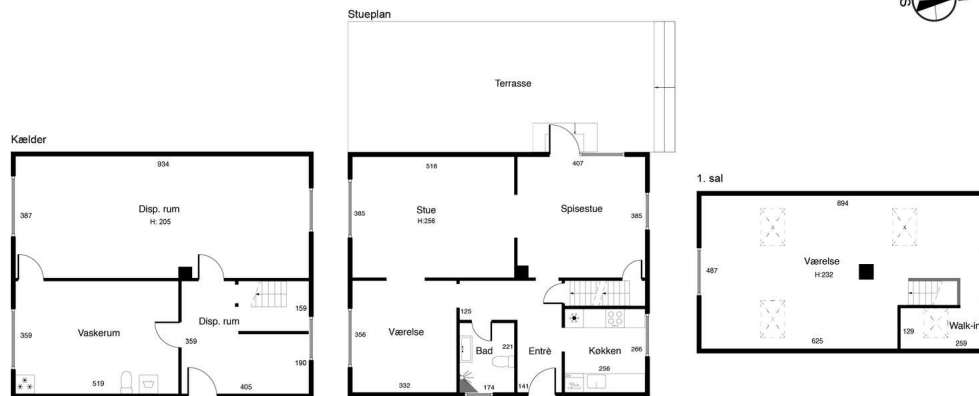 S
Stueplan
Terrasse
Kælder
934
387
Disp. rum
H: 205
359
Vaskerum
Disp. rum
359
159
190
519
405
516
407
385
Stue
H:256
Spisestue
385
125
356
Værelse
Bad
221
Entrè
Køkken
266
256
332
174
141
1. sal
894
487
Værelse
H:232
129
Walk-in
625
259